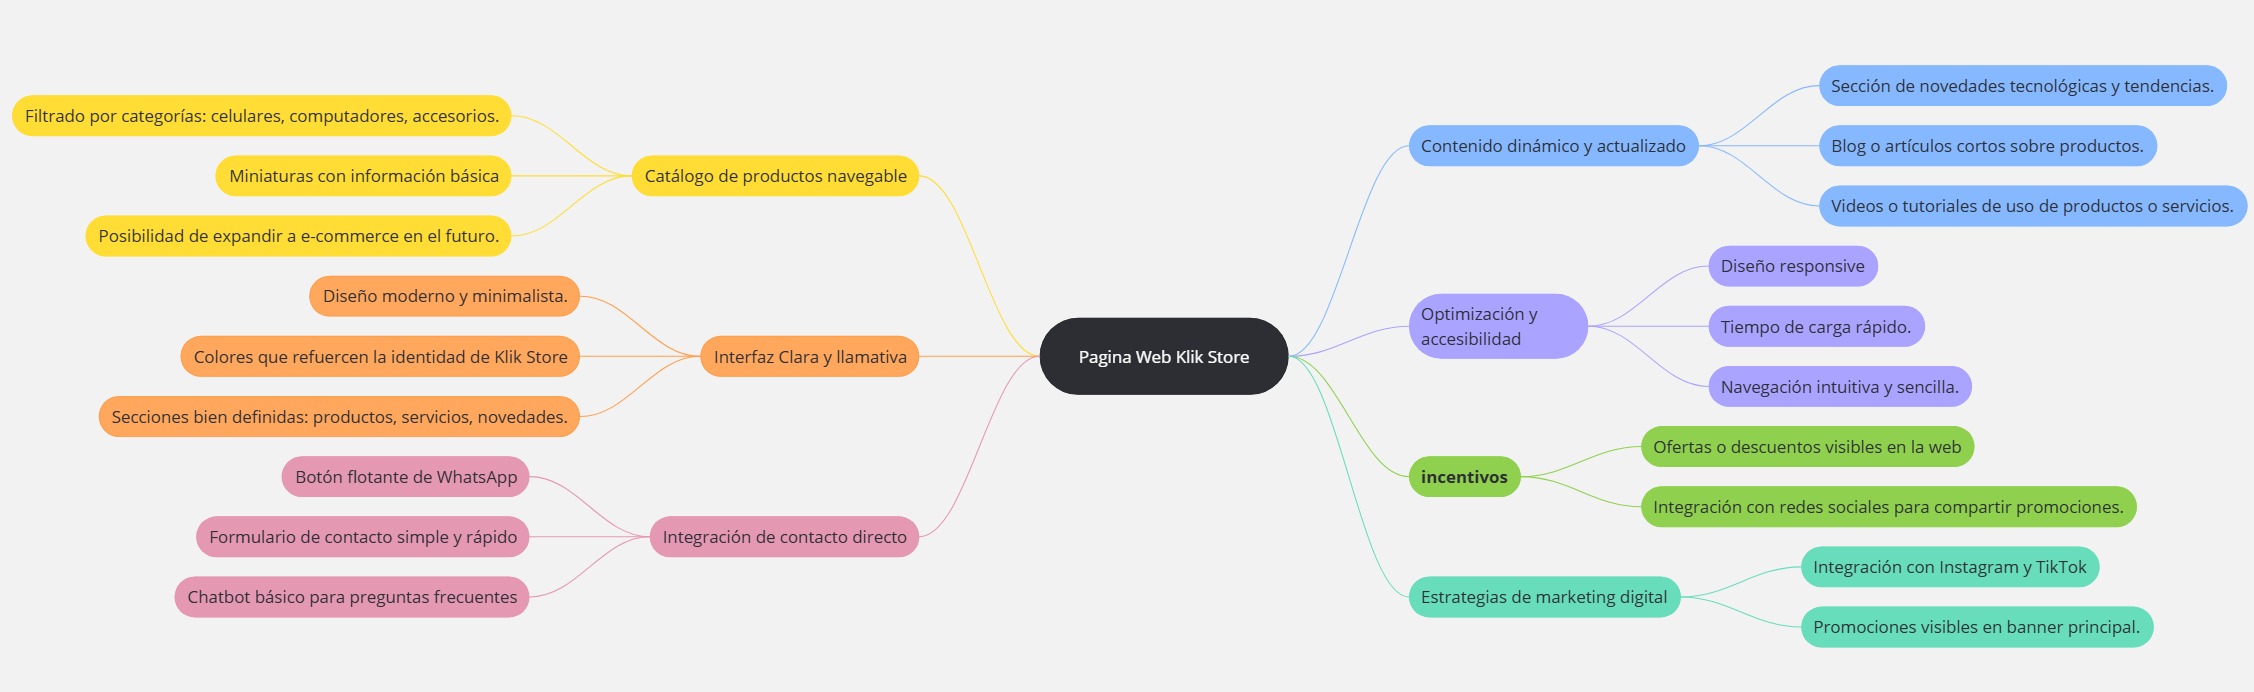 Pagina Web Klik Store
Catálogo de productos navegable
Filtrado por categorías: celulares, computadores, accesorios.
Miniaturas con información básica
Posibilidad de expandir a e-commerce en el futuro.
Interfaz Clara y llamativa
Diseño moderno y minimalista.
Colores que refuercen la identidad de Klik Store
Secciones bien definidas: productos, servicios, novedades.
Integración de contacto directo
Botón flotante de WhatsApp
Formulario de contacto simple y rápido
Chatbot básico para preguntas frecuentes
Contenido dinámico y actualizado
Sección de novedades tecnológicas y tendencias.
Blog o artículos cortos sobre productos.
Videos o tutoriales de uso de productos o servicios.
Optimización y
accesibilidad
Diseño responsive
Tiempo de carga rápido.
Navegación intuitiva y sencilla.
incentivos
Ofertas o descuentos visibles en la web
Integración con redes sociales para compartir promociones.
Estrategias de marketing digital
Integración con Instagram y TikTok
Promociones visibles en banner principal.